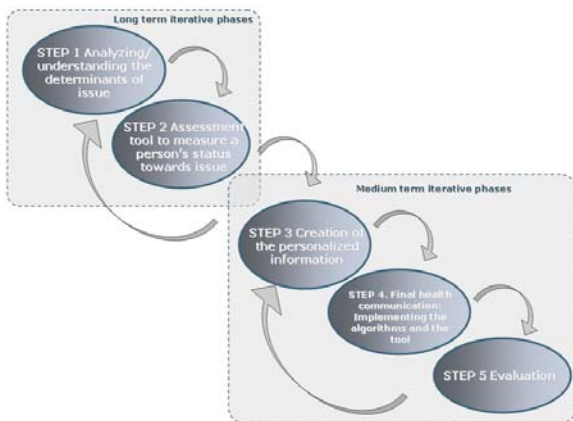 Long term iterative phases
STEP 1 Analyzing/
understanding the
determinants of
issue
STEP 2 Assessment
tool to measure a
person's status
towards issue
Medium term iterative phases
STEP 3 Creation of
the personalized
information
STEP 4. Final health
communication:
Implementing the
algorithms and the
tool
STEP 5 Evaluation